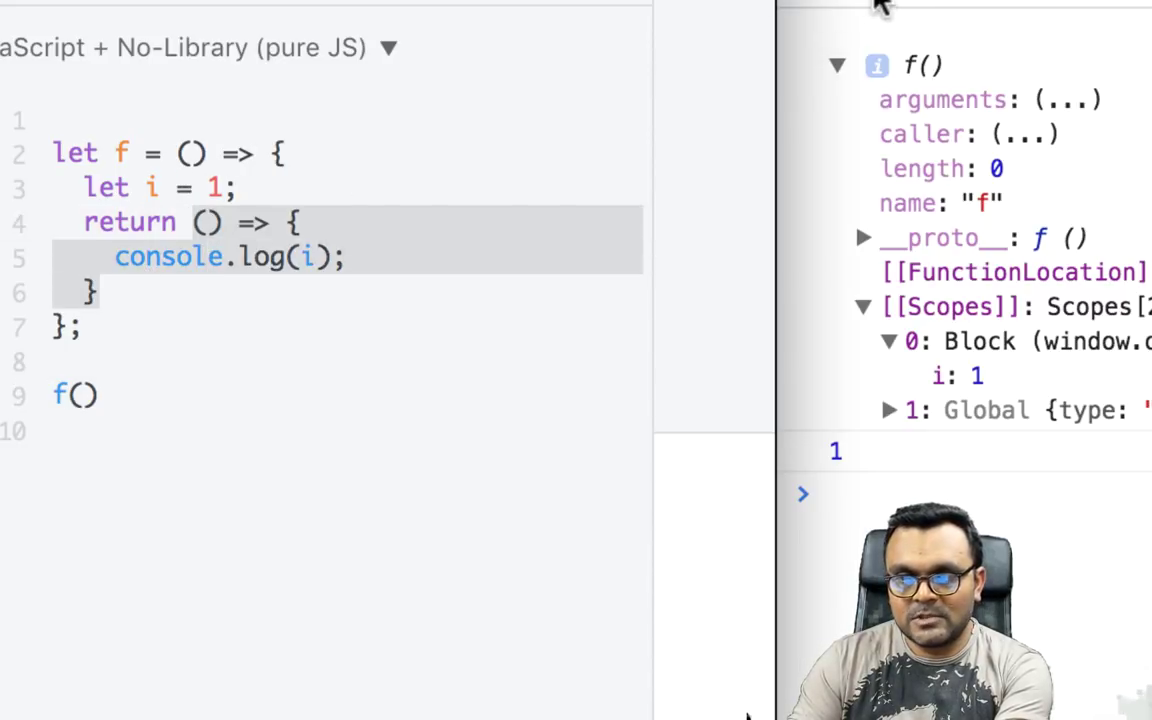 aScript + No-Library (pure JS) ▼
1
2 let f = () => {
3 let i = 1;
4 return () => {
5 console.log(i);
6 }
7 };
8
9 f()
10
▼ i f()
arguments: (...)
caller: (...)
length: 0
name: "f"
▶ __proto__: ƒ ()
[[FunctionLocation]
▼ [[Scopes]]: Scopes[2
▼ 0: Block (window.c
i: 1
▶ 1: Global {type: "
1
>